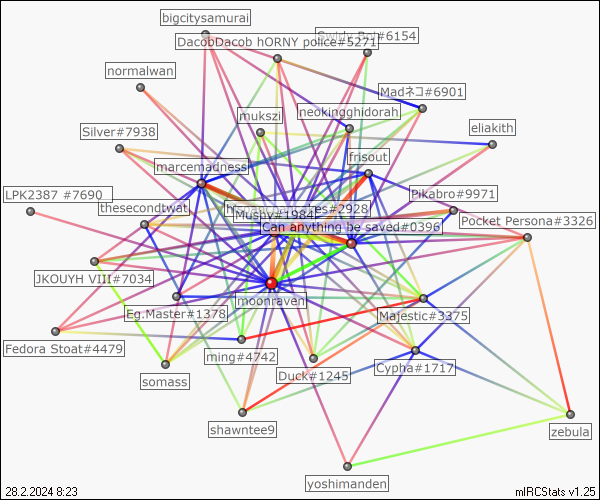 bigcitysamurai
DacobDacob hORNY police#5271
#6154
normalwan
Madネコ#6901
neokingghidorah
mukszi
eliakith
Silver#7938
frisout
marcemadness
LPK2387 #7690
Pikabro#9971
thesecondtwat
#2928
Mushy#1984
Pocket Persona#3326
Can anything be saved#0396
JKOUYH VIII#7034
moonraven
Eg.Master#1378
Majestic#3375
Fedora Stoat#4479
ming#4742
Cypha#1717
Duck#1245
somass
shawntee9
zebula
yoshimanden
28.2.2024 8:23
mIRCStats v1.25